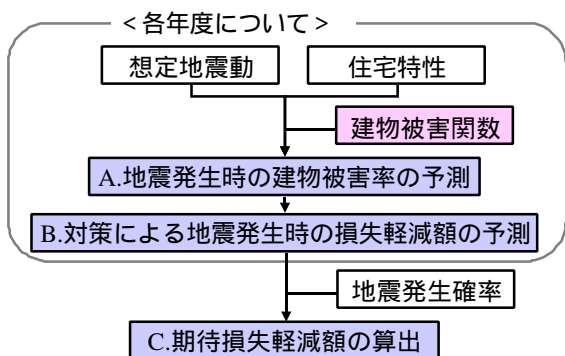 <各年度について>
想定地震動
住宅特性
建物被害関数
A.地震発生時の建物被害率の予測
B.対策による地震発生時の損失軽減額の予測
地震発生確率
C.期待損失軽減額の算出